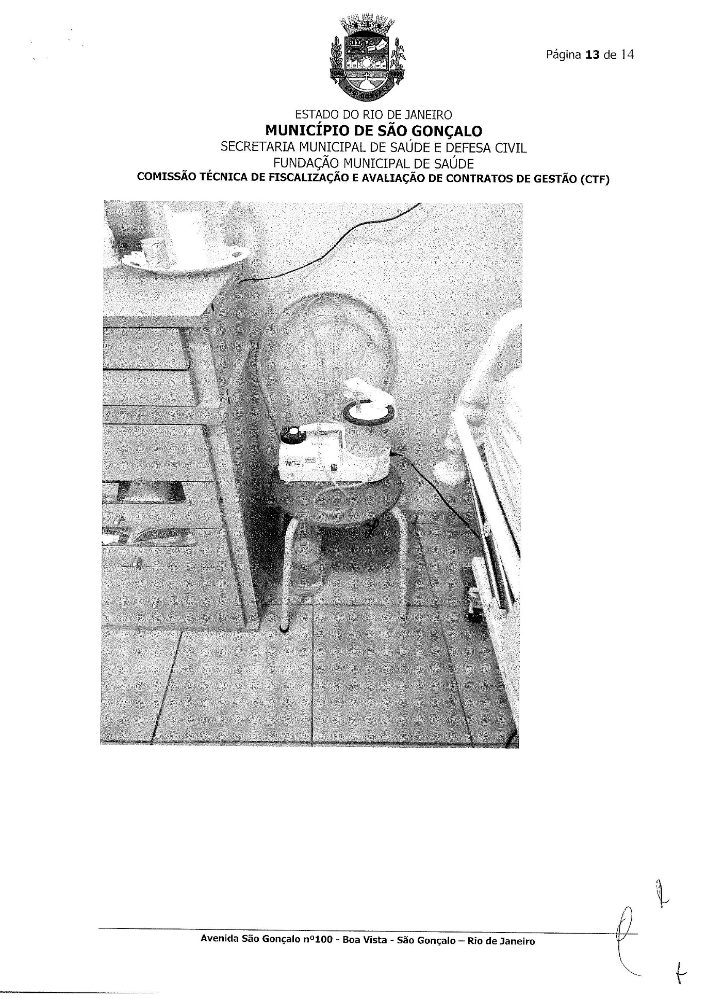 Página 13 de 14
SÃO GONÇALO
ESTADO DO RIO DE JANEIRO
MUNICÍPIO DE SÃO GONÇALO
SECRETARIA MUNICIPAL DE SAÚDE E DEFESA CIVIL
FUNDAÇÃO MUNICIPAL DE SAÚDE
COMISSÃO TÉCNICA DE FISCALIZAÇÃO E AVALIAÇÃO DE CONTRATOS DE GESTÃO (CTF)
Avenida São Gonçalo nº100 - Boa Vista - São Gonçalo – Rio de Janeiro